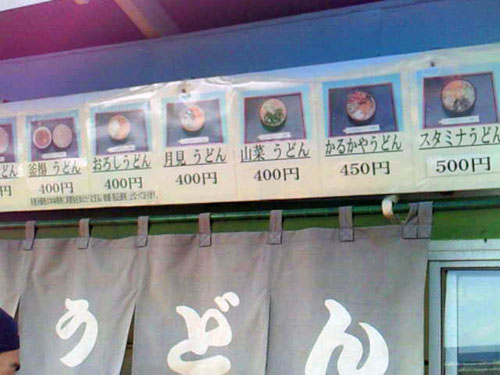 どん
円
釜揚 うどん
400円
おろしうどん
400円
月見 うどん
400円
山菜 うどん
400円
かるかやうどん
450円
スタミナうどん
500円
うどん